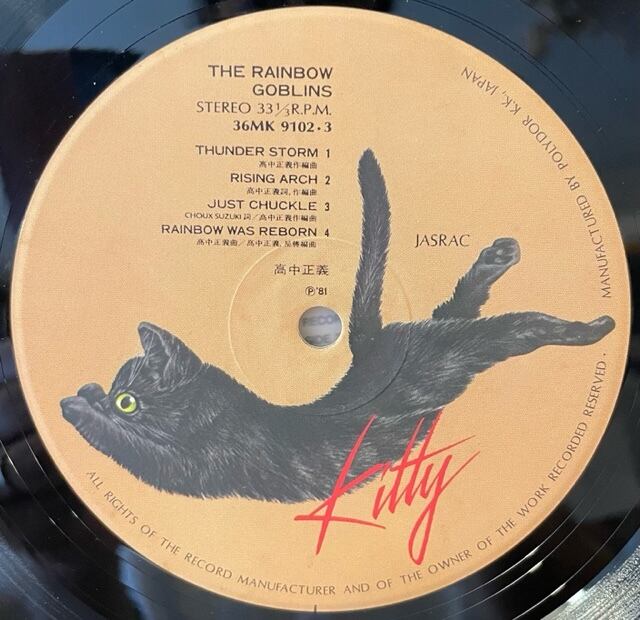 THE RAINBOW
GOBLINS
STEREO 33⅓R.P.M.
36MK 9102·3
THUNDER STORM 1
高中正義作編曲
RISING ARCH 2
高中正義詞、作編曲
JUST CHUCKLE 3
CHOUX SUZUKI 詞/高中正義作編曲
RAINBOW WAS REBORN 4
高中正義曲/高中正義、
高中正義
Ⓟ'81
JASRAC
Kitty
MANUFACTURED BY POLYDOR K.K., JAPAN
ALL RIGHTS OF THE RECORD MANUFACTURER AND OF THE OWNER OF THE WORK RECORDED RESERVED.